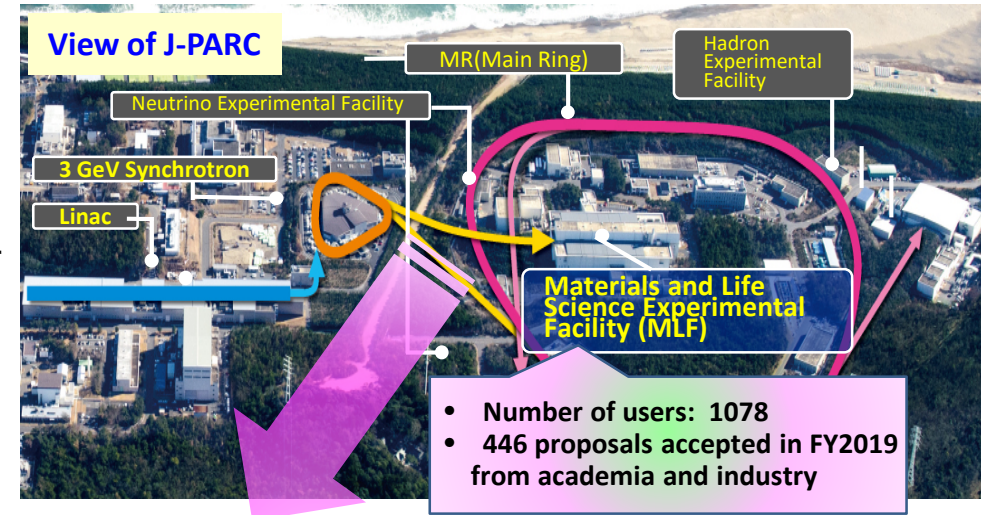 View of J-PARC
MR(Main Ring)
Hadron
Experimental
Facility
Neutrino Experimental Facility
3 GeV Synchrotron
Linac
Materials and Life
Science Experimental
Facility (MLF)
• Number of users: 1078
• 446 proposals accepted in FY2019
from academia and industry